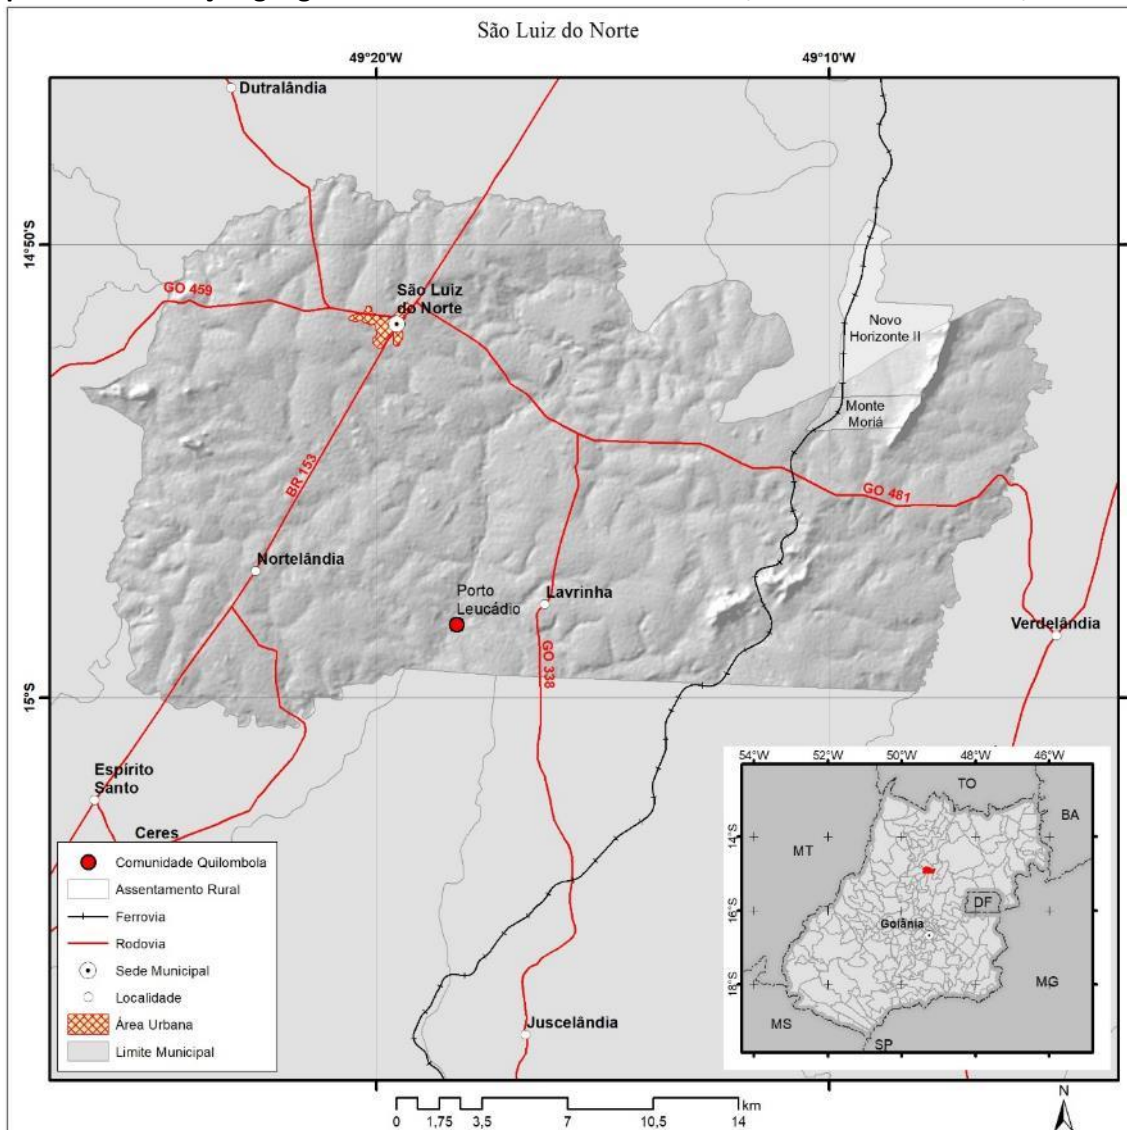 São Luiz do Norte
49°20'W
49°10'W
Dutralândia
14°50'S
GO 459
São Luiz
do Norte
Novo
Horizonte II
Monte
Moriá
BR 153
GO 481
Nortelândia
Porto
Leucádio
Lavrinha
Verdelândia
GO 338
15°S
Espírito
Santo
Ceres
Juscelândia
Comunidade Quilombola
Assentamento Rural
Ferrovia
Rodovia
Sede Municipal
Localidade
Área Urbana
Limite Municipal
54°W
52°W
50°W
48°W
46°W
TO
BA
MT
14°S
DF
16°S
Goiânia
18°S
MG
MS
SP
km
0
1,75
3,5
7
10,5
14
N